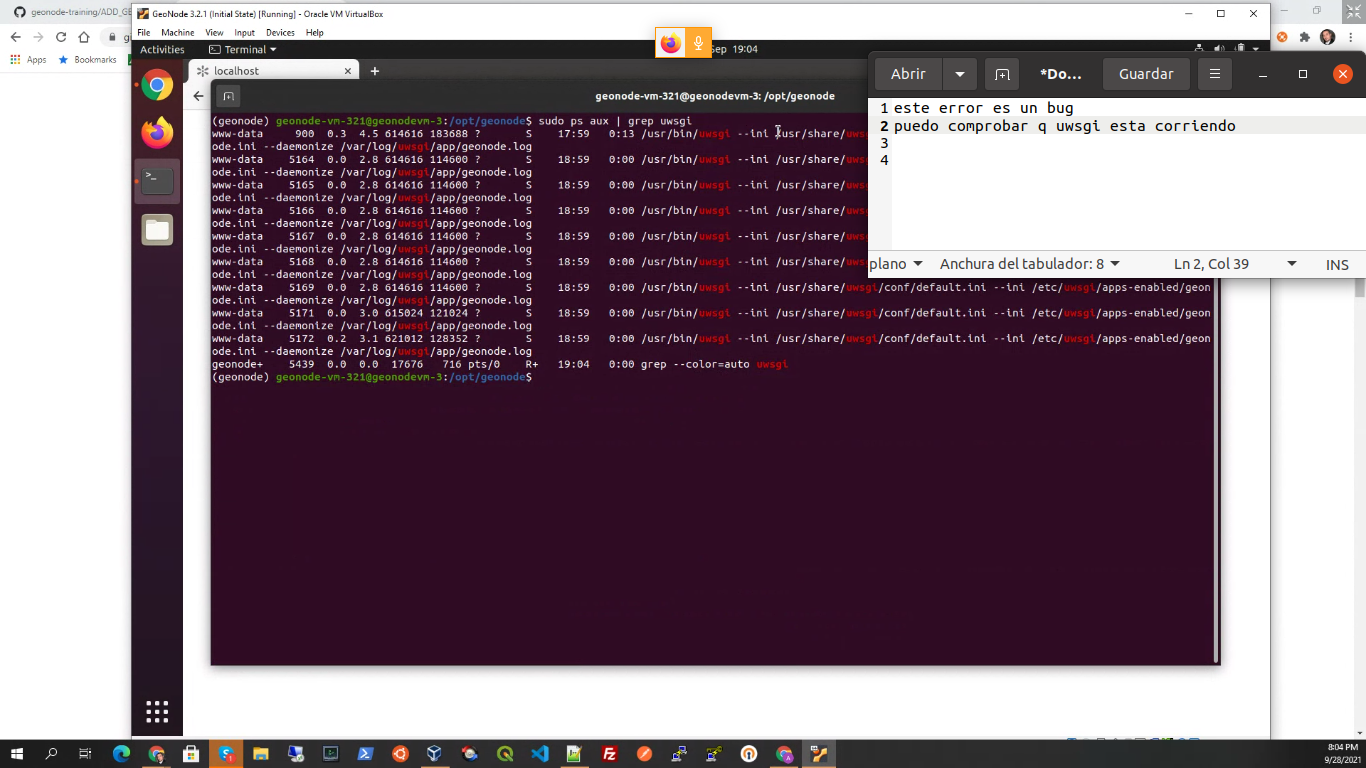 geonode-training/ADD_GE
GeoNode 3.2.1 (Initial State) [Running] - Oracle VM VirtualBox
File Machine View Input Devices Help
Apps Bookmarks
Activities Terminal Sep 19:04
localhost
geonode-vm-321@geonodevm-3: /opt/geonode
(geonode) geonode-vm-321@geonodevm-3:/opt/geonode$ sudo ps aux | grep uwsgi
www-data 900 0.3 4.5 614616 183688 ? S 17:59 0:13 /usr/bin/uwsgi --ini /usr/share/uws
ode.ini --daemonize /var/log/uwsgi/app/geonode.log
www-data 5164 0.0 2.8 614616 114600 ? S 18:59 0:00 /usr/bin/uwsgi --ini /usr/share/uws
ode.ini --daemonize /var/log/uwsgi/app/geonode.log
www-data 5165 0.0 2.8 614616 114600 ? S 18:59 0:00 /usr/bin/uwsgi --ini /usr/share/uws
ode.ini --daemonize /var/log/uwsgi/app/geonode.log
www-data 5166 0.0 2.8 614616 114600 ? S 18:59 0:00 /usr/bin/uwsgi --ini /usr/share/uws
ode.ini --daemonize /var/log/uwsgi/app/geonode.log
www-data 5167 0.0 2.8 614616 114600 ? S 18:59 0:00 /usr/bin/uwsgi --ini /usr/share/uws
ode.ini --daemonize /var/log/uwsgi/app/geonode.log
www-data 5168 0.0 2.8 614616 114600 ? S 18:59 0:00 /usr/bin/uwsgi --ini /usr/share/uws
ode.ini --daemonize /var/log/uwsgi/app/geonode.log
www-data 5169 0.0 2.8 614616 114600 ? S 18:59 0:00 /usr/bin/uwsgi --ini /usr/share/uwsgi/conf/default.ini --ini /etc/uwsgi/apps-enabled/geon
ode.ini --daemonize /var/log/uwsgi/app/geonode.log
www-data 5171 0.0 3.0 615024 121024 ? S 18:59 0:00 /usr/bin/uwsgi --ini /usr/share/uwsgi/conf/default.ini --ini /etc/uwsgi/apps-enabled/geon
ode.ini --daemonize /var/log/uwsgi/app/geonode.log
www-data 5172 0.2 3.1 621012 128352 ? S 18:59 0:00 /usr/bin/uwsgi --ini /usr/share/uwsgi/conf/default.ini --ini /etc/uwsgi/apps-enabled/geon
ode.ini --daemonize /var/log/uwsgi/app/geonode.log
geonode+ 5439 0.0 0.0 17676 716 pts/0 R+ 19:04 0:00 grep --color=auto uwsgi
(geonode) geonode-vm-321@geonodevm-3:/opt/geonode$
Abrir *Do... Guardar
1 este error es un bug
2 puedo comprobar q uwsgi esta corriendo
3
4
plano Anchura del tabulador: 8 Ln 2, Col 39 INS
8:04 PM
9/28/2021